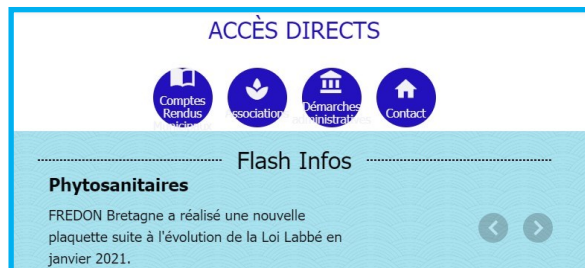 ACCÈS DIRECTS
Comptes
Rendus
Association
Démarches
administratives
Contact
Flash Infos
Phytosanitaires
FREDON Bretagne a réalisé une nouvelle
plaquette suite à l'évolution de la Loi Labbé en
janvier 2021.